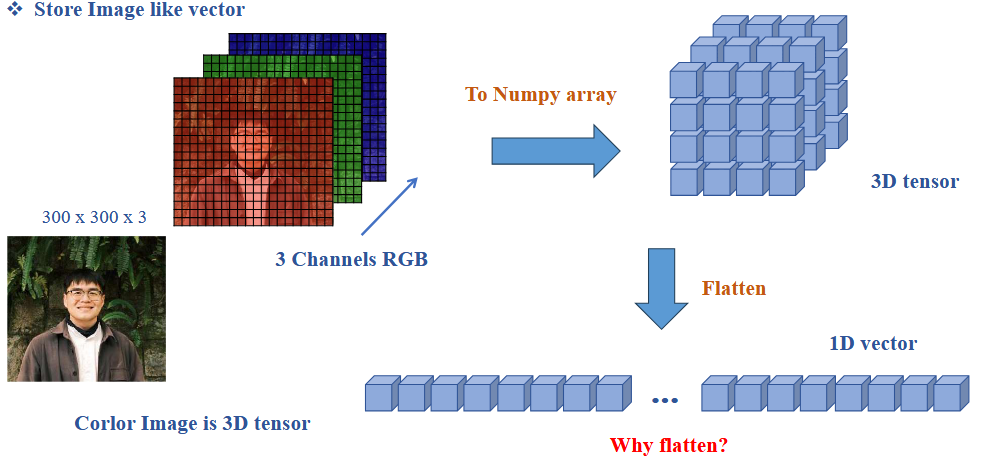 ❖ Store Image like vector
To Numpy array
3D tensor
300 x 300 x 3
3 Channels RGB
Flatten
1D vector
...
Corlor Image is 3D tensor
Why flatten?